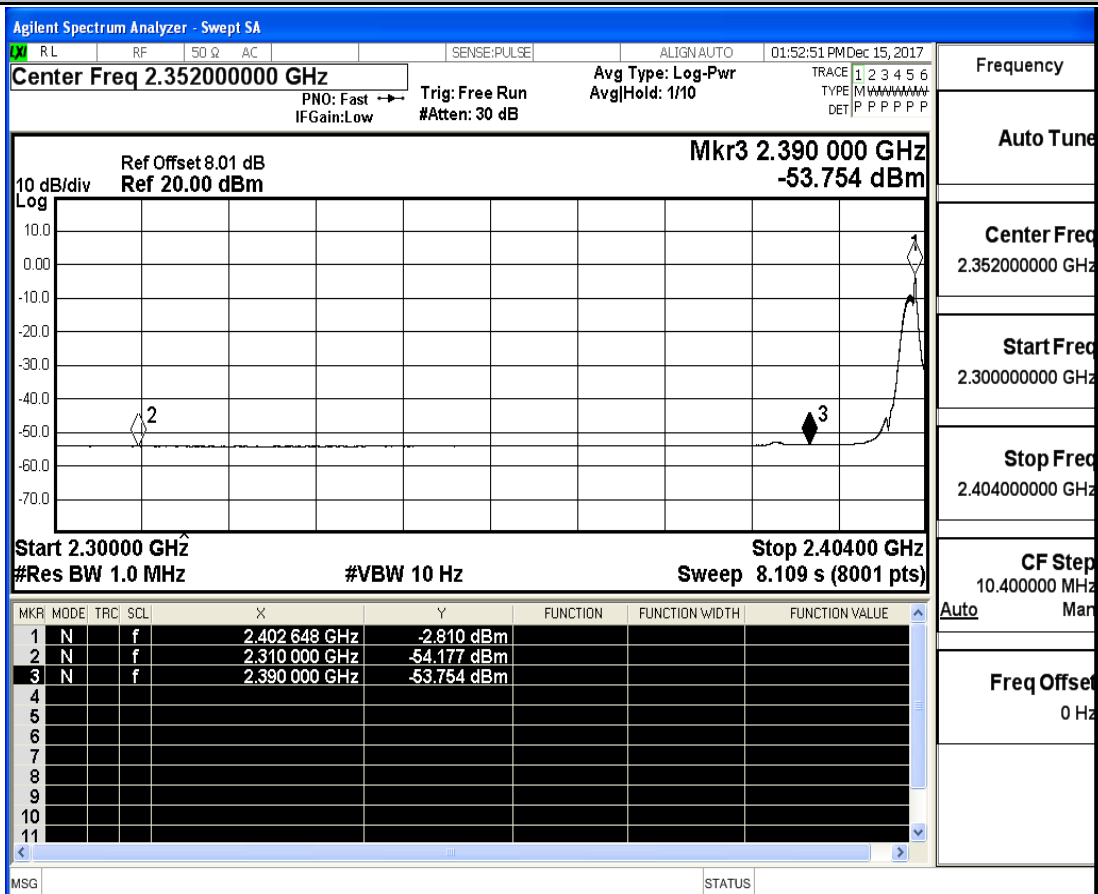 Agilent Spectrum Analyzer - Swept SA
LXI RL RF 50 Ω AC SENSE:PULSE ALIGN AUTO 01:52:51 PM Dec 15, 2017
Center Freq 2.352000000 GHz
PNO: Fast
IFGain:Low
Trig: Free Run
#Atten: 30 dB
Avg Type: Log-Pwr
Avg|Hold: 1/10
TRACE 1 2 3 4 5 6
TYPE M
DET P P P P P P
Ref Offset 8.01 dB
10 dB/div Ref 20.00 dBm
Log
Mkr3 2.390 000 GHz
-53.754 dBm
10.0
0.00
-10.0
-20.0
-30.0
-40.0
-50.0
-60.0
-70.0
1
2
3
Start 2.30000 GHz Stop 2.40400 GHz
#Res BW 1.0 MHz #VBW 10 Hz Sweep 8.109 s (8001 pts)
MKR MODE TRC SCL X Y FUNCTION FUNCTION WIDTH FUNCTION VALUE
1 N f 2.402 648 GHz -2.810 dBm
2 N f 2.310 000 GHz -54.177 dBm
3 N f 2.390 000 GHz -53.754 dBm
4
5
6
7
8
9
10
11
MSG STATUS
Frequency
Auto Tune
Center Freq
2.352000000 GHz
Start Freq
2.300000000 GHz
Stop Freq
2.404000000 GHz
CF Step
10.400000 MHz
Auto Man
Freq Offset
0 Hz